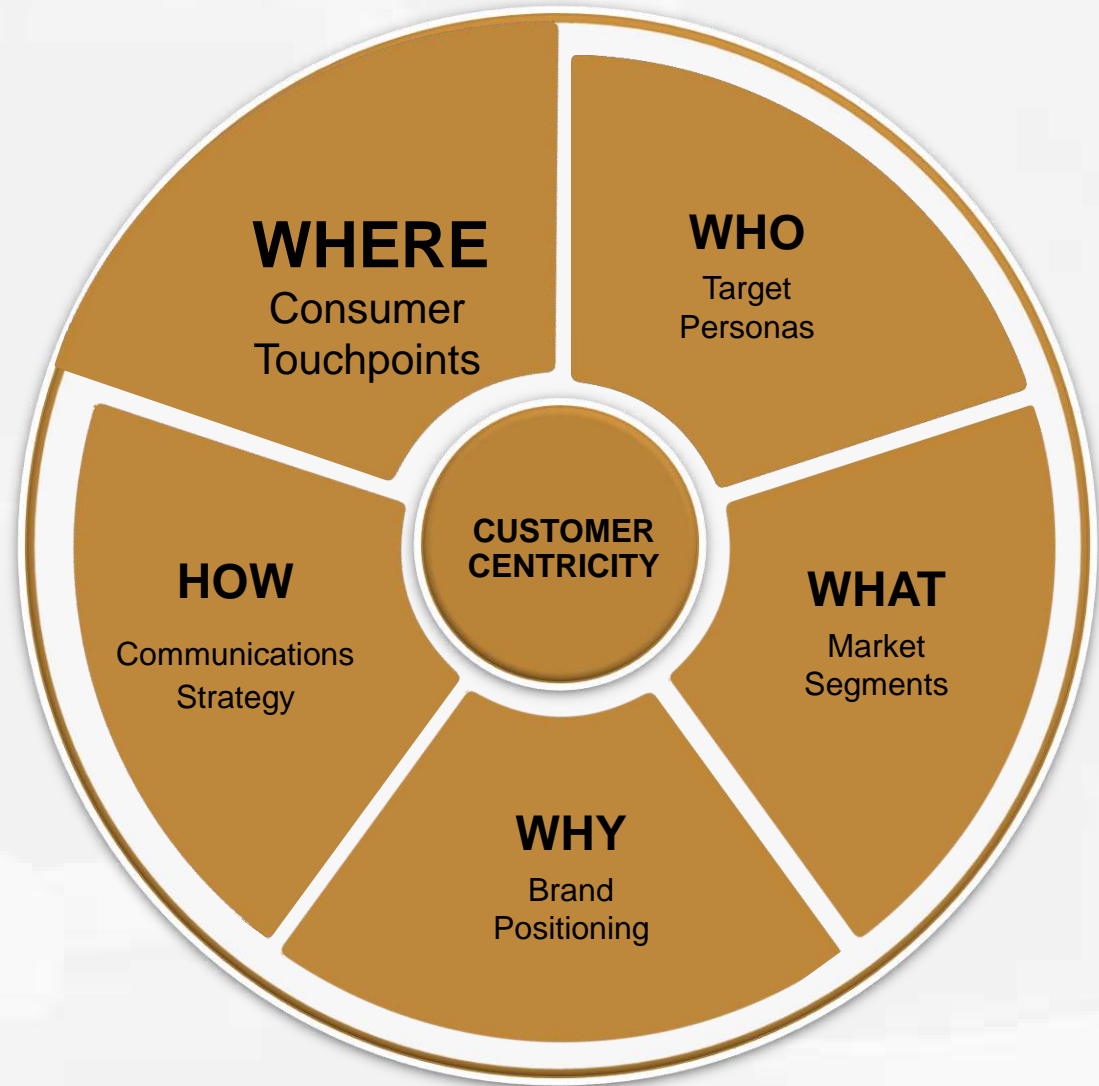 WHERE
Consumer
Touchpoints
WHO
Target
Personas
CUSTOMER
CENTRICITY
HOW
Communications
Strategy
WHAT
Market
Segments
WHY
Brand
Positioning